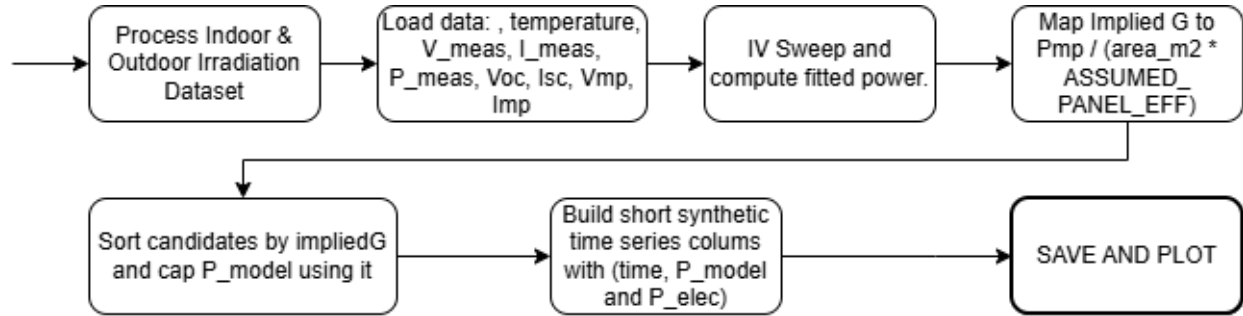 Process Indoor &
Outdoor Irradiation
Dataset
Load data: , temperature,
V_meas, I_meas,
P_meas, Voc, Isc, Vmp,
Imp
IV Sweep and
compute fitted power.
Map Implied G to
Pmp / (area_m2 *
ASSUMED_
PANEL_EFF)
Sort candidates by impliedG
and cap P_model using it
Build short synthetic
time series colums
with (time, P_model
and P_elec)
SAVE AND PLOT